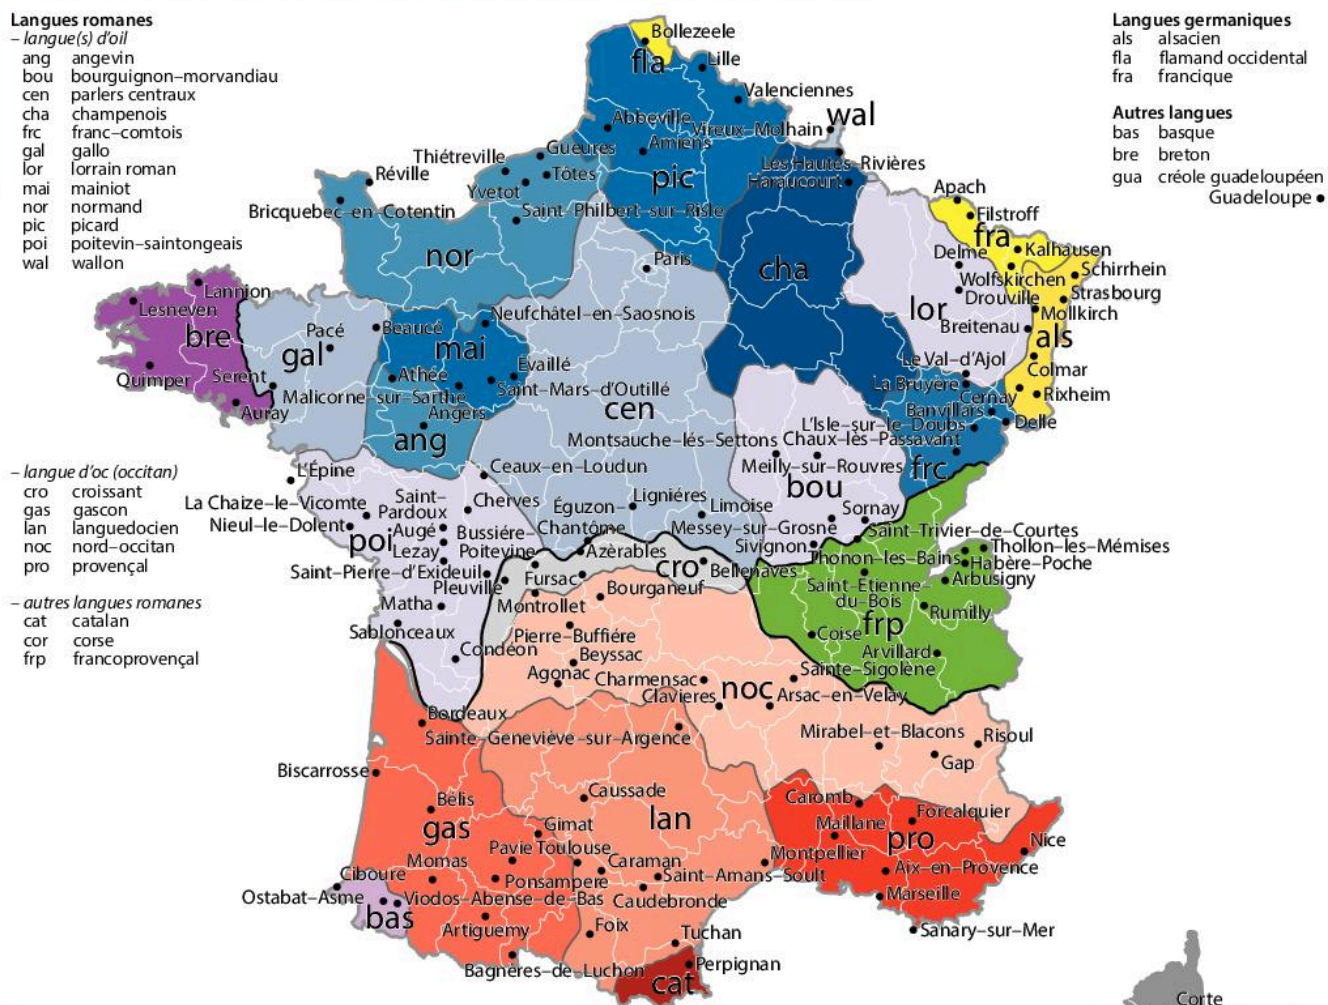 Langues romanes
– langue(s) d'oil
ang angevin
bou bourguignon–morvandiau
cen parlers centraux
cha champenois
frc franc–comtois
gal gallo
lor lorrain roman
mai mainiot
nor normand
pic picard
poi poitevin–saintongeais
wal wallon
– langue d'oc (occitan)
cro croissant
gas gascon
lan languedocien
noc nord–occitan
pro provençal
– autres langues romanes
cat catalan
cor corse
frp francoprovençal
Langues germaniques
als alsacien
fla flamand occidental
fra francique
Autres langues
bas basque
bre breton
gua créole guadeloupéen
Guadeloupe
Bollezeele
fla
Lille
Valenciennes
wal
Abbeville
Vireux–Molhain
Amiens
Gueures
Thiétreville
Les Hautes–Rivières
Haraucourt
Réville
Tôtes
Yvetot
pic
Bricquebec–en–Cotentin
Saint–Philbert–sur–Risle
Apach
Filstroff
fra
Kalhausen
nor
Paris
cha
Delme
Schirrhein
Wolfskirchen
Drouville
Strasbourg
Lannion
Lesneven
lor
Mollkirch
bre
Neufchâtel–en–Saosnois
Breitenau
Pacé
Beaucé
gal
mai
als
Évaillé
Le Val–d'Ajol
Colmar
Quimper
Serent
Athée
Saint–Mars–d'Outillé
La Bruyère
Cernay
Rixheim
Malicorne–sur–Sarthe
Auray
Angers
cen
Banvillars
Delle
L'Isle–sur–le–Doubs
ang
Montsauche–lés–Settons
Chaux–lès–Passavant
L'Épine
Ceaux–en–Loudun
Meilly–sur–Rouvres
frc
bou
La Chaize–le–Vicomte
Saint–
Pardoux
Cherves
Éguzon–
Chantôme
Ligniéres
Limoise
Sornay
Nieul–le–Dolent
Augé
Bussiére–
Poitevine
Messey–sur–Grosne
Saint–Trivier–de–Courtes
poi
Lezay
Azèrables
Sivignon
Thonon–les–Bains
Thollon–les–Mémises
Habère–Poche
Saint–Pierre–d'Exideuil
Fursac
cro
Bellenaves
Arbusigny
Pleuville
Bourganeuf
Saint–Etienne–
du–Bois
Matha
Montrollet
Rumilly
Sablonceaux
Pierre–Buffiére
Coise
frp
Condéon
Beyssac
Arvillard
Agonac
Charmensac
Sainte–Sigolène
Clavieres
noc
Arsac–en–Velay
Bordeaux
Sainte–Geneviève–sur–Argence
Mirabel–et–Blacons
Risoul
Gap
Biscarrosse
Caussade
Caromb
Bélis
lan
Forcalquier
gas
Gimat
Maillane
pro
Nice
Pavie
Toulouse
Montpellier
Momas
Caraman
Aix–en–Provence
Ciboure
Ponsampere
Saint–Amans–Soult
Marseille
Ostabat–Asme
Viodos–Abense–de–Bas
Caudebronde
bas
Artiguemy
Foix
Tuchan
Sanary–sur–Mer
Bagnères–de–Luchon
Perpignan
cat
Corte